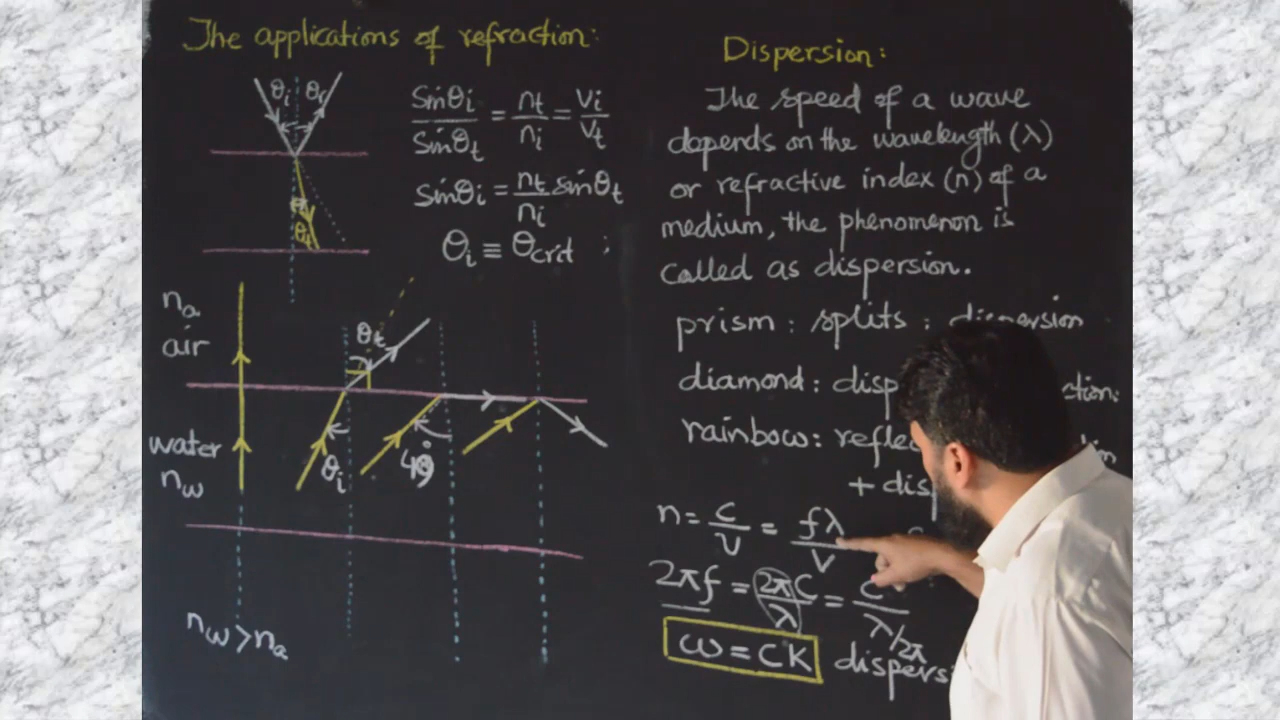 The applications of refraction:
θi θr
θt
Sinθi / Sinθt = nt / ni = Vi / Vt
Sinθi = nt / ni sinθt
θi ≡ θcrit ;
na
air
θt
water
nw
θi
49
nw > na
Dispersion:
The speed of a wave
depends on the wavelength (λ)
or refractive index (n) of a
medium, the phenomenon is
called as dispersion.
prism: splits: dispersion
diamond:
rainbow:
+
n = c / v = fλ / v
2πf = 2πc / λ = c / λ/2π
ω = CK